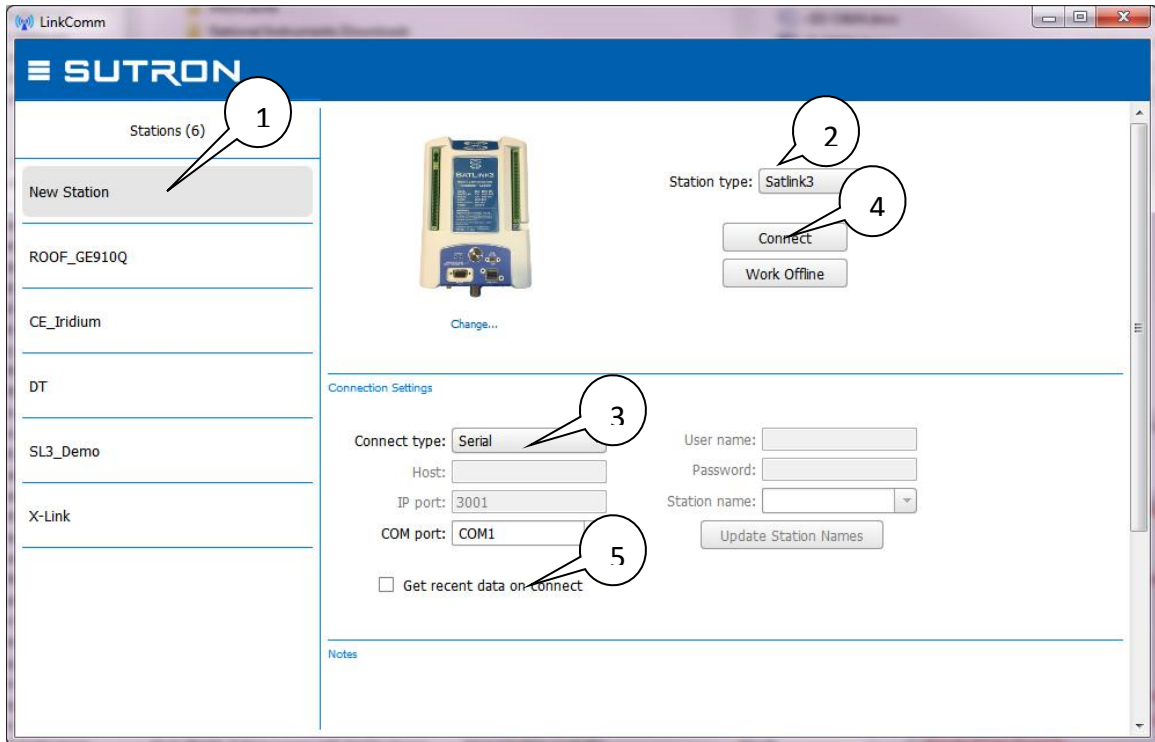 LinkComm
SUTRON
Stations (6)
1
New Station
ROOF_GE910Q
CE_Iridium
DT
SL3_Demo
X-Link
SATLINK3
Change...
2
Station type: Satlink3
4
Connect
Work Offline
Connection Settings
3
Connect type: Serial
Host:
IP port: 3001
COM port: COM1
5
Get recent data on connect
User name:
Password:
Station name:
Update Station Names
Notes